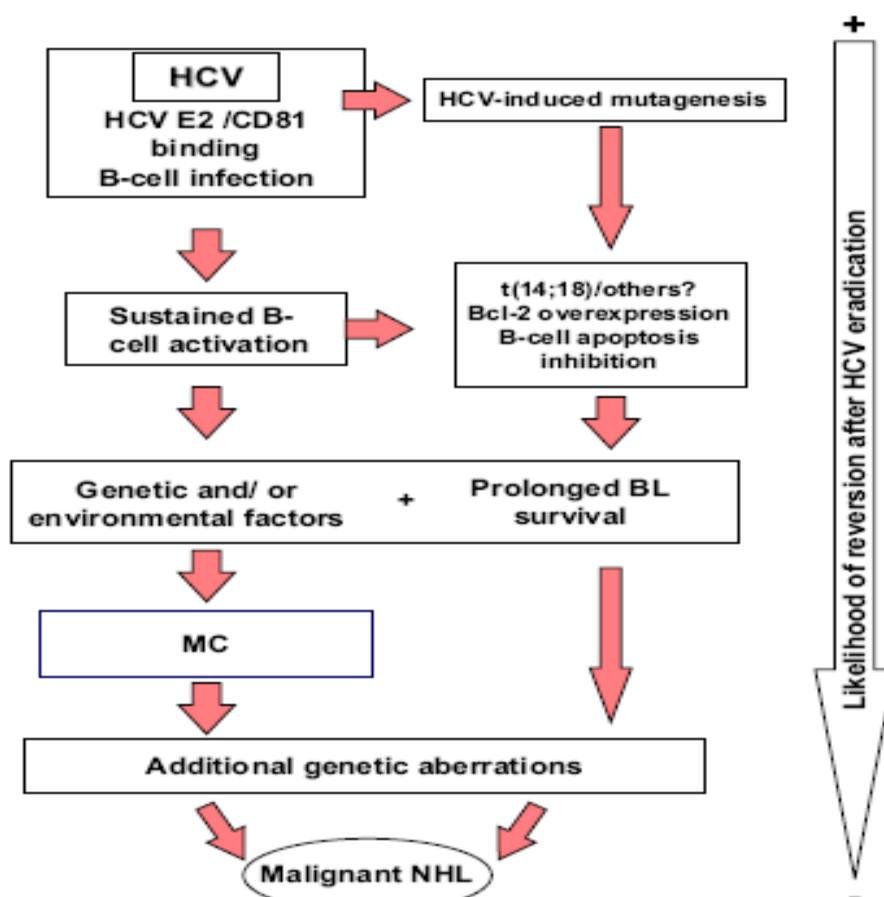 +
HCV
HCV E2 /CD81
binding
B-cell infection
HCV-induced mutagenesis
Sustained B-
cell activation
t(14;18)/others?
Bcl-2 overexpression
B-cell apoptosis
inhibition
Genetic and/ or
environmental factors
+
Prolonged BL
survival
MC
Additional genetic aberrations
Malignant NHL
Likelihood of reversion after HCV eradication
-